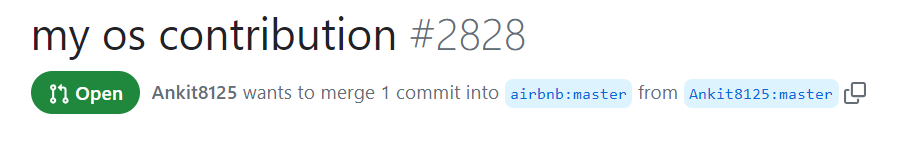 my os contribution #2828
Open Ankit8125 wants to merge 1 commit into airbnb:master from Ankit8125:master